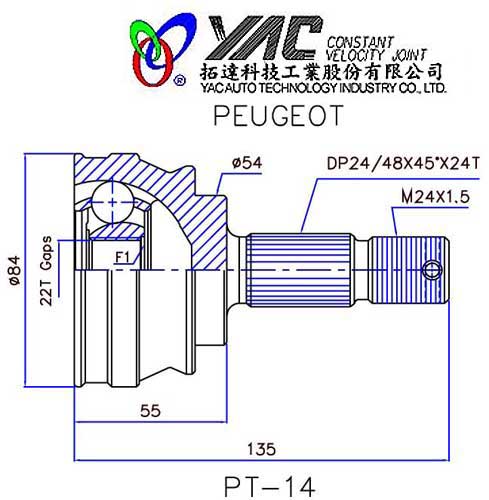 YAC CONSTANT
VELOCITY JOINT
®
拓達科技工業股份有限公司
YAC AUTO TECHNOLOGY INDUSTRY CO., LTD.
PEUGEOT
ø54
DP24/48X45°X24T
M24X1.5
ø84
22T Gaps
F1
55
135
PT-14